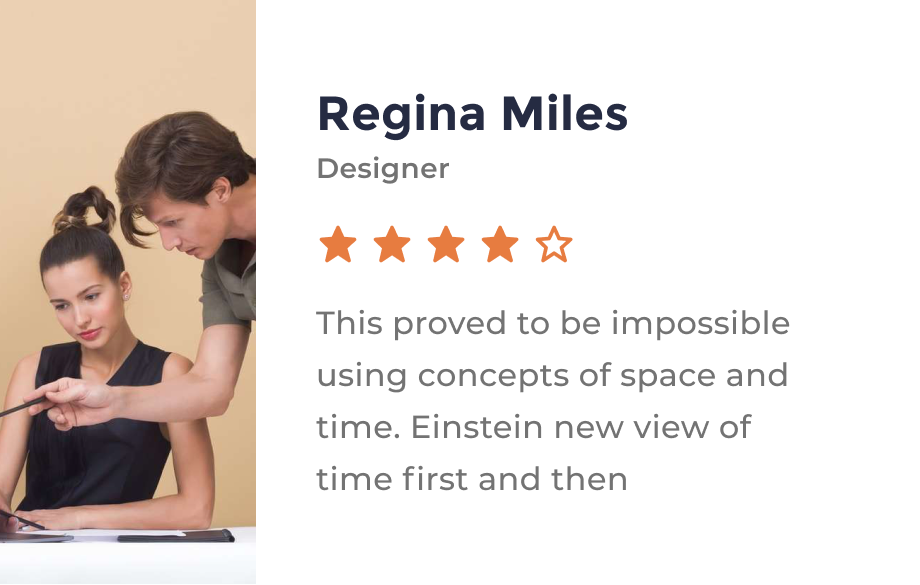 Regina Miles
Designer
This proved to be impossible
using concepts of space and
time. Einstein new view of
time first and then